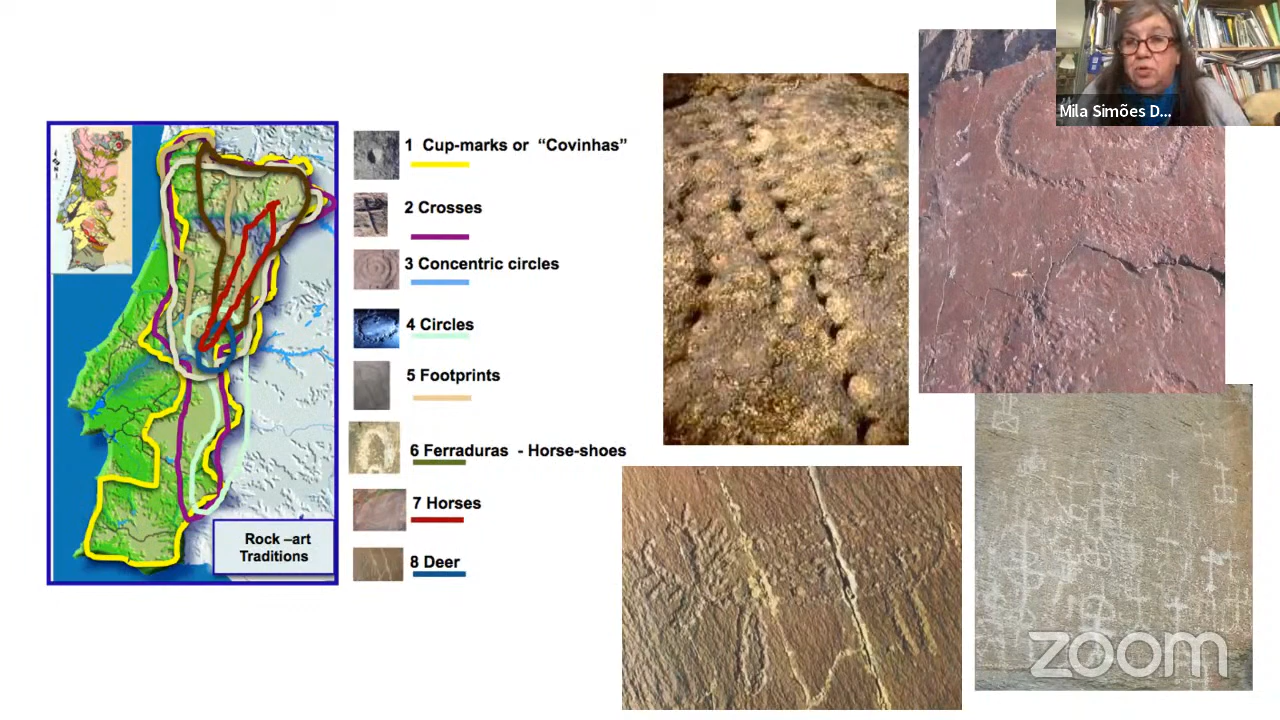 Mila Simões D...
1 Cup-marks or “Covinhas”
2 Crosses
3 Concentric circles
4 Circles
5 Footprints
6 Ferraduras - Horse-shoes
7 Horses
8 Deer
Rock –art
Traditions
zoom